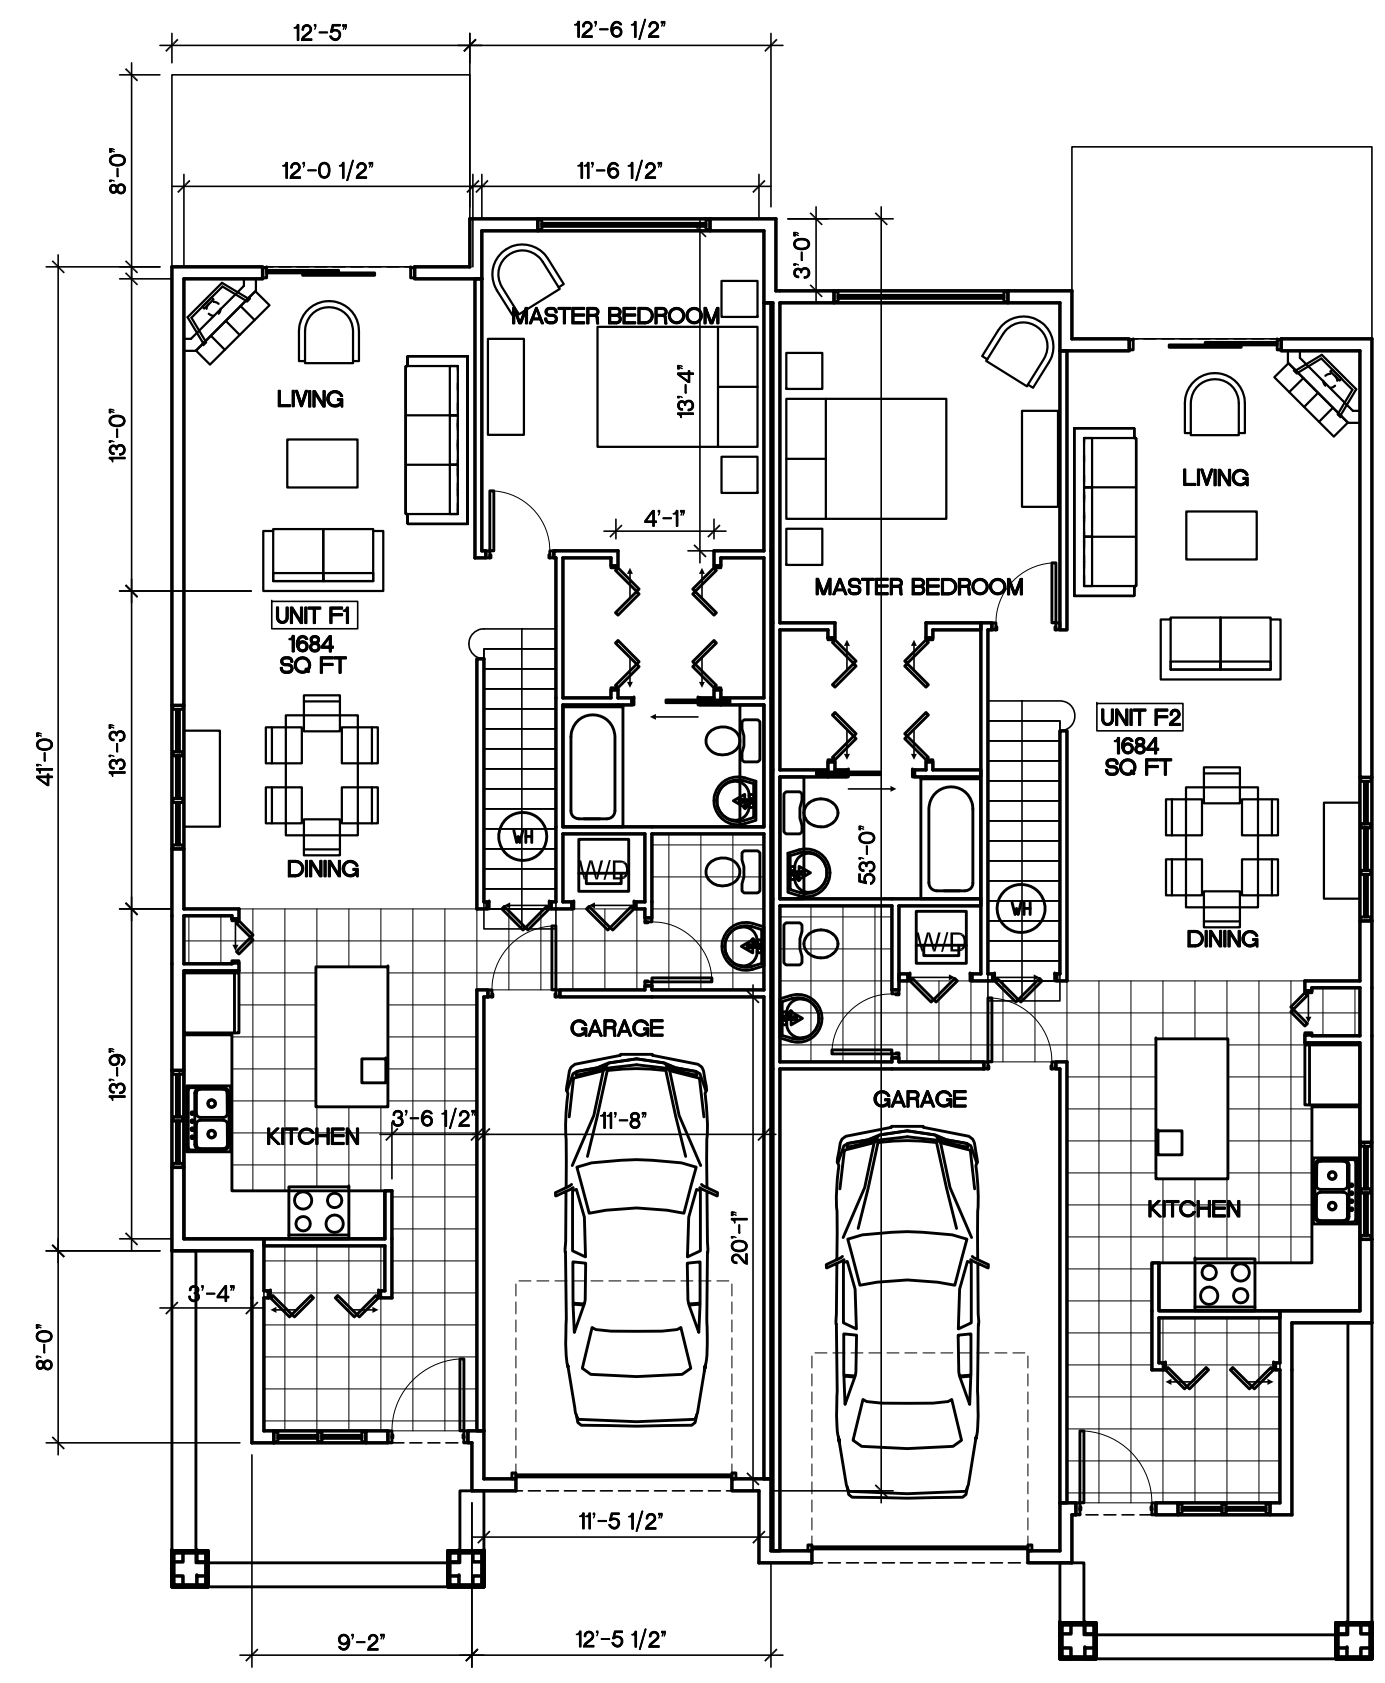 12'-5"
12'-6 1/2"
8'-0"
12'-0 1/2"
11'-6 1/2"
3'-0"
MASTER BEDROOM
13'-4"
LIVING
13'-0"
LIVING
4'-1"
MASTER BEDROOM
UNIT F1
1684
SQ FT
UNIT F2
1684
SQ FT
41'-0"
13'-3"
WH
W/D
DINING
53'-0"
WH
W/D
DINING
GARAGE
13'-9"
GARAGE
3'-6 1/2"
11'-8"
KITCHEN
KITCHEN
20'-1"
3'-4"
8'-0"
11'-5 1/2"
9'-2"
12'-5 1/2"